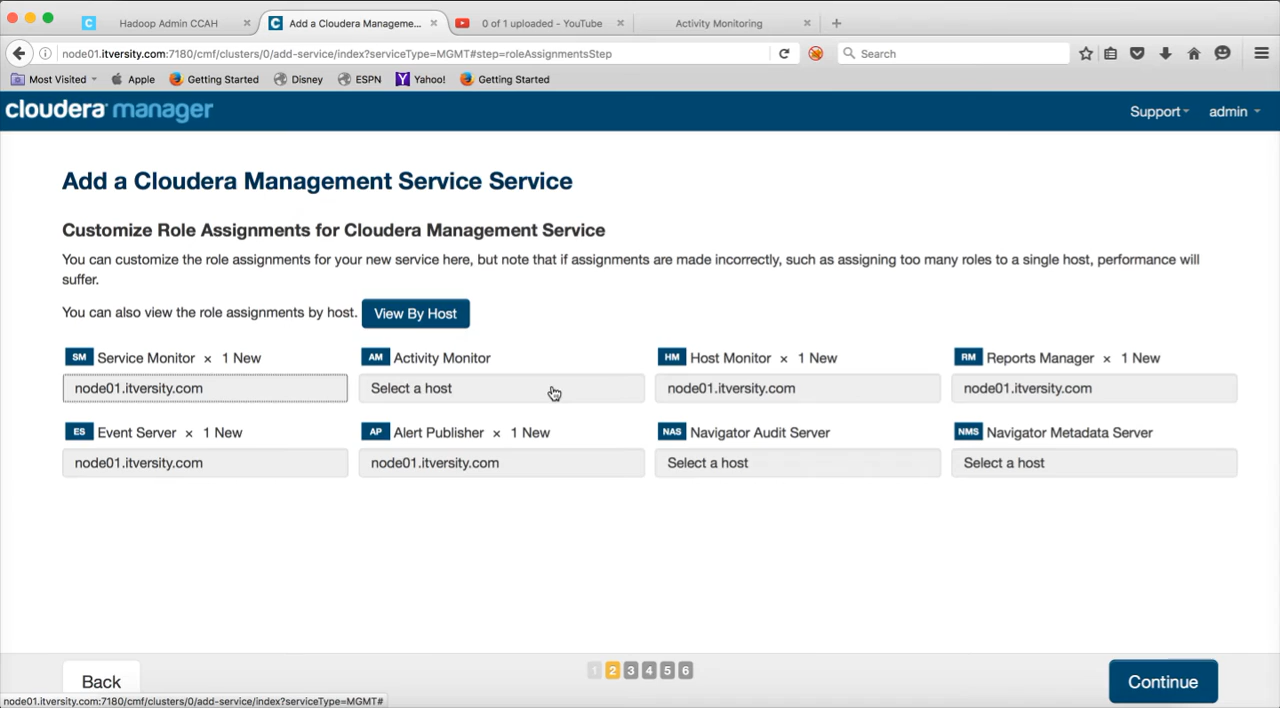 Hadoop Admin CCAH
Add a Cloudera Manageme...
0 of 1 uploaded - YouTube
Activity Monitoring
node01.itversity.com:7180/cmf/clusters/0/add-service/index?serviceType=MGMT#step=roleAssignmentsStep
Search
Most Visited
Apple
Getting Started
Disney
ESPN
Yahoo!
Getting Started
cloudera manager
Support
admin
Add a Cloudera Management Service Service
Customize Role Assignments for Cloudera Management Service
You can customize the role assignments for your new service here, but note that if assignments are made incorrectly, such as assigning too many roles to a single host, performance will
suffer.
You can also view the role assignments by host. View By Host
SM Service Monitor × 1 New
node01.itversity.com
AM Activity Monitor
Select a host
HM Host Monitor × 1 New
node01.itversity.com
RM Reports Manager × 1 New
node01.itversity.com
ES Event Server × 1 New
node01.itversity.com
AP Alert Publisher × 1 New
node01.itversity.com
NAS Navigator Audit Server
Select a host
NMS Navigator Metadata Server
Select a host
Back
1 2 3 4 5 6
Continue
node01.itversity.com:7180/cmf/clusters/0/add-service/index?serviceType=MGMT#